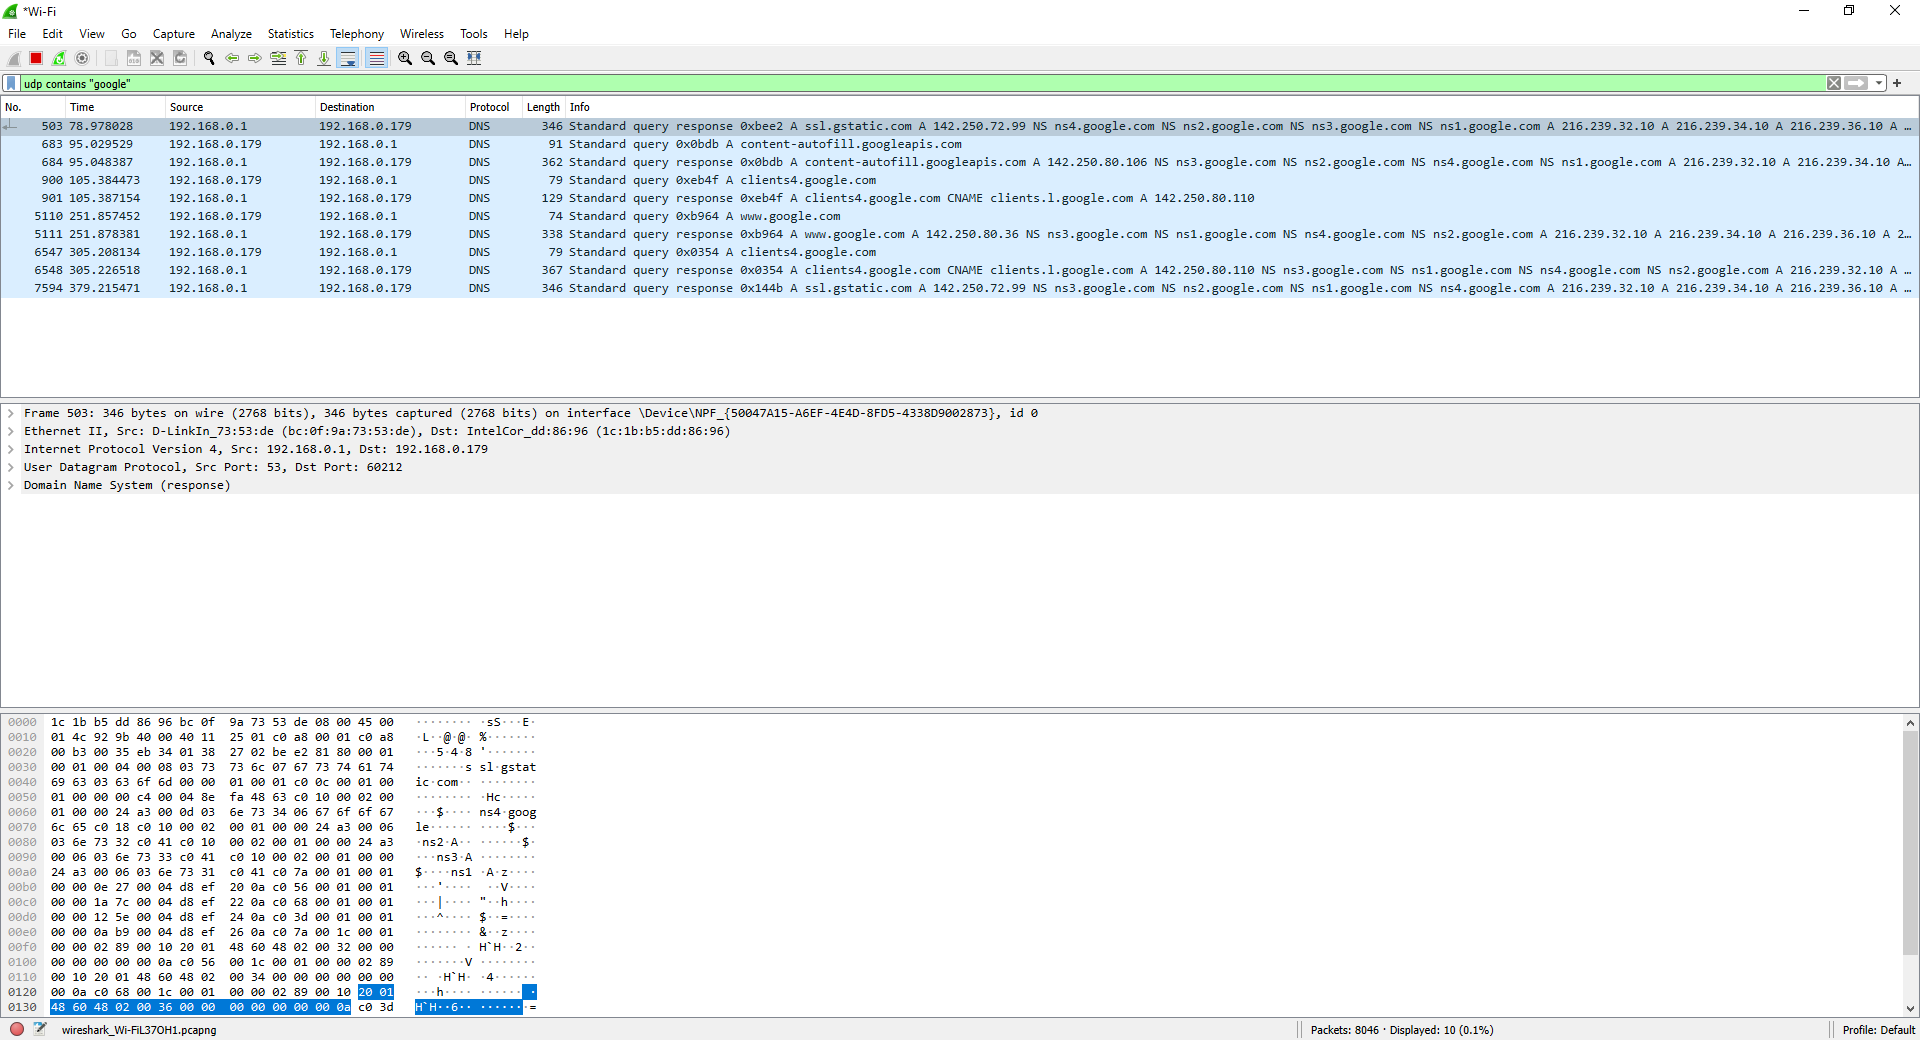 *Wi-Fi
File Edit View Go Capture Analyze Statistics Telephony Wireless Tools Help
udp contains "google"
No. Time Source Destination Protocol Length Info
503 78.978028 192.168.0.1 192.168.0.179 DNS 346 Standard query response 0xbee2 A ssl.gstatic.com A 142.250.72.99 NS ns4.google.com NS ns2.google.com NS ns3.google.com NS ns1.google.com A 216.239.32.10 A 216.239.34.10 A 216.239.36.10 A …
683 95.029529 192.168.0.179 192.168.0.1 DNS 91 Standard query 0x0bdb A content-autofill.googleapis.com
684 95.048387 192.168.0.1 192.168.0.179 DNS 362 Standard query response 0x0bdb A content-autofill.googleapis.com A 142.250.80.106 NS ns3.google.com NS ns2.google.com NS ns4.google.com NS ns1.google.com A 216.239.32.10 A 216.239.34.10 A…
900 105.384473 192.168.0.179 192.168.0.1 DNS 79 Standard query 0xeb4f A clients4.google.com
901 105.387154 192.168.0.1 192.168.0.179 DNS 129 Standard query response 0xeb4f A clients4.google.com CNAME clients.l.google.com A 142.250.80.110
5110 251.857452 192.168.0.179 192.168.0.1 DNS 74 Standard query 0xb964 A www.google.com
5111 251.878381 192.168.0.1 192.168.0.179 DNS 338 Standard query response 0xb964 A www.google.com A 142.250.80.36 NS ns3.google.com NS ns1.google.com NS ns4.google.com NS ns2.google.com A 216.239.32.10 A 216.239.34.10 A 216.239.36.10 A 2…
6547 305.208134 192.168.0.179 192.168.0.1 DNS 79 Standard query 0x0354 A clients4.google.com
6548 305.226518 192.168.0.1 192.168.0.179 DNS 367 Standard query response 0x0354 A clients4.google.com CNAME clients.l.google.com A 142.250.80.110 NS ns3.google.com NS ns1.google.com NS ns4.google.com NS ns2.google.com A 216.239.32.10 A …
7594 379.215471 192.168.0.1 192.168.0.179 DNS 346 Standard query response 0x144b A ssl.gstatic.com A 142.250.72.99 NS ns3.google.com NS ns2.google.com NS ns1.google.com NS ns4.google.com A 216.239.32.10 A 216.239.34.10 A 216.239.36.10 A …
Frame 503: 346 bytes on wire (2768 bits), 346 bytes captured (2768 bits) on interface \Device\NPF_{50047A15-A6EF-4E4D-8FD5-4338D9002873}, id 0
Ethernet II, Src: D-LinkIn_73:53:de (bc:0f:9a:73:53:de), Dst: IntelCor_dd:86:96 (1c:1b:b5:dd:86:96)
Internet Protocol Version 4, Src: 192.168.0.1, Dst: 192.168.0.179
User Datagram Protocol, Src Port: 53, Dst Port: 60212
Domain Name System (response)
0000 1c 1b b5 dd 86 96 bc 0f 9a 73 53 de 08 00 45 00 ········ ·sS···E·
0010 01 4c 92 9b 40 00 40 11 25 01 c0 a8 00 01 c0 a8 ·L··@·@· %·······
0020 00 b3 00 35 eb 34 01 38 27 02 be e2 81 80 00 01 ···5·4·8 '·······
0030 00 01 00 04 00 08 03 73 73 6c 07 67 73 74 61 74 ·······s sl·gstat
0040 69 63 03 63 6f 6d 00 00 01 00 01 c0 0c 00 01 00 ic·com·· ········
0050 01 00 00 00 c4 00 04 8e fa 48 63 c0 10 00 02 00 ········ ·Hc·····
0060 01 00 00 24 a3 00 0d 03 6e 73 34 06 67 6f 6f 67 ···$···· ns4·goog
0070 6c 65 c0 18 c0 10 00 02 00 01 00 00 24 a3 00 06 le······ ····$···
0080 03 6e 73 32 c0 41 c0 10 00 02 00 01 00 00 24 a3 ·ns2·A·· ······$·
0090 00 06 03 6e 73 33 c0 41 c0 10 00 02 00 01 00 00 ···ns3·A ········
00a0 24 a3 00 06 03 6e 73 31 c0 41 c0 7a 00 01 00 01 $····ns1 ·A·z····
00b0 00 00 0e 27 00 04 d8 ef 20 0a c0 56 00 01 00 01 ···'···· ··V····
00c0 00 00 1a 7c 00 04 d8 ef 22 0a c0 68 00 01 00 01 ···|···· "··h····
00d0 00 00 12 5e 00 04 d8 ef 24 0a c0 3d 00 01 00 01 ···^···· $··=····
00e0 00 00 0a b9 00 04 d8 ef 26 0a c0 7a 00 1c 00 01 ········ &··z····
00f0 00 00 02 89 00 10 20 01 48 60 48 02 00 32 00 00 ······ · H`H··2··
0100 00 00 00 00 00 0a c0 56 00 1c 00 01 00 00 02 89 ·······V ········
0110 00 10 20 01 48 60 48 02 00 34 00 00 00 00 00 00 ·· ·H`H· ·4······
0120 00 0a c0 68 00 1c 00 01 00 00 02 89 00 10 20 01 ···h···· ······ ·
0130 48 60 48 02 00 36 00 00 00 00 00 00 00 0a c0 3d H`H··6·· ·······=
wireshark_Wi-FiL37OH1.pcapng Packets: 8046 · Displayed: 10 (0.1%) Profile: Default